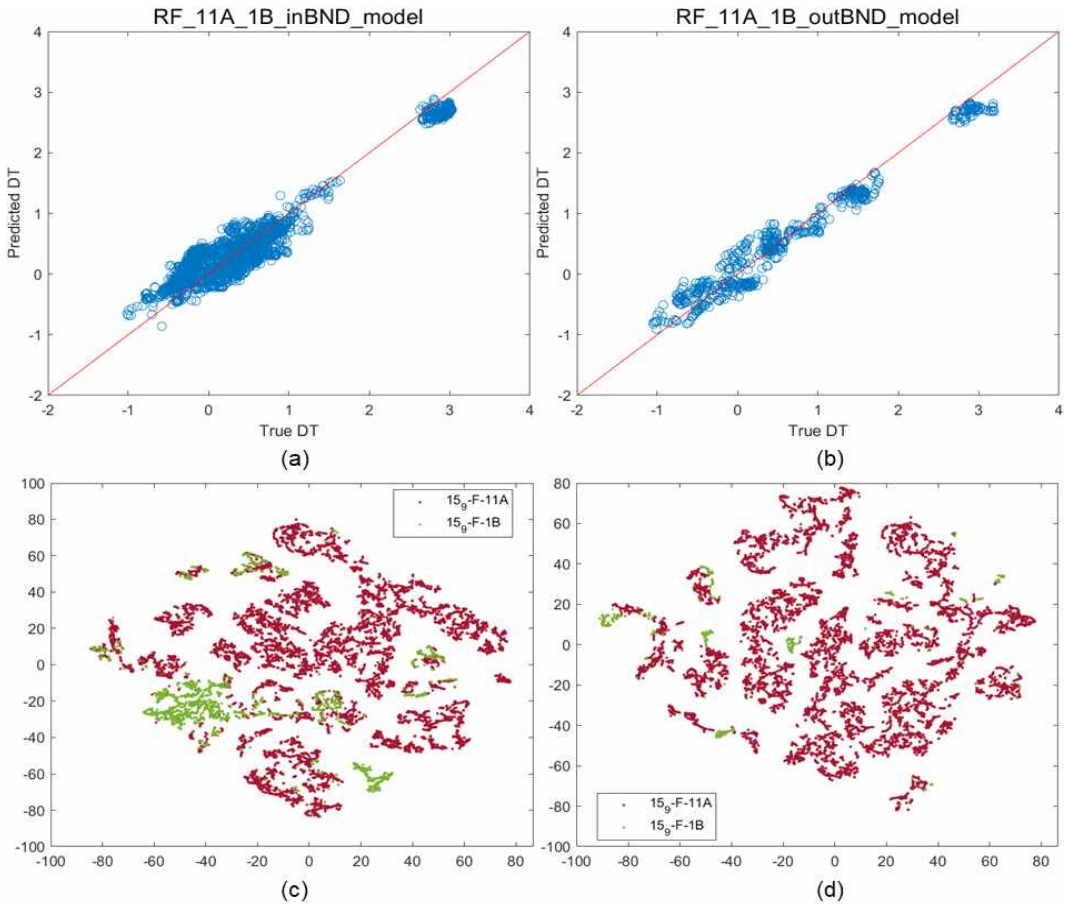 RF_11A_1B_inBND_model
4
3
2
1
0
-1
-2
Predicted DT
-2 -1 0 1 2 3 4
True DT
(a)
RF_11A_1B_outBND_model
4
3
2
1
0
-1
-2
Predicted DT
-2 -1 0 1 2 3 4
True DT
(b)
100
80
60
40
20
0
-20
-40
-60
-80
-100
15₉-F-11A
15₉-F-1B
-100 -80 -60 -40 -20 0 20 40 60 80
(c)
80
60
40
20
0
-20
-40
-60
-80
-100
15₉-F-11A
15₉-F-1B
-100 -80 -60 -40 -20 0 20 40 60 80
(d)